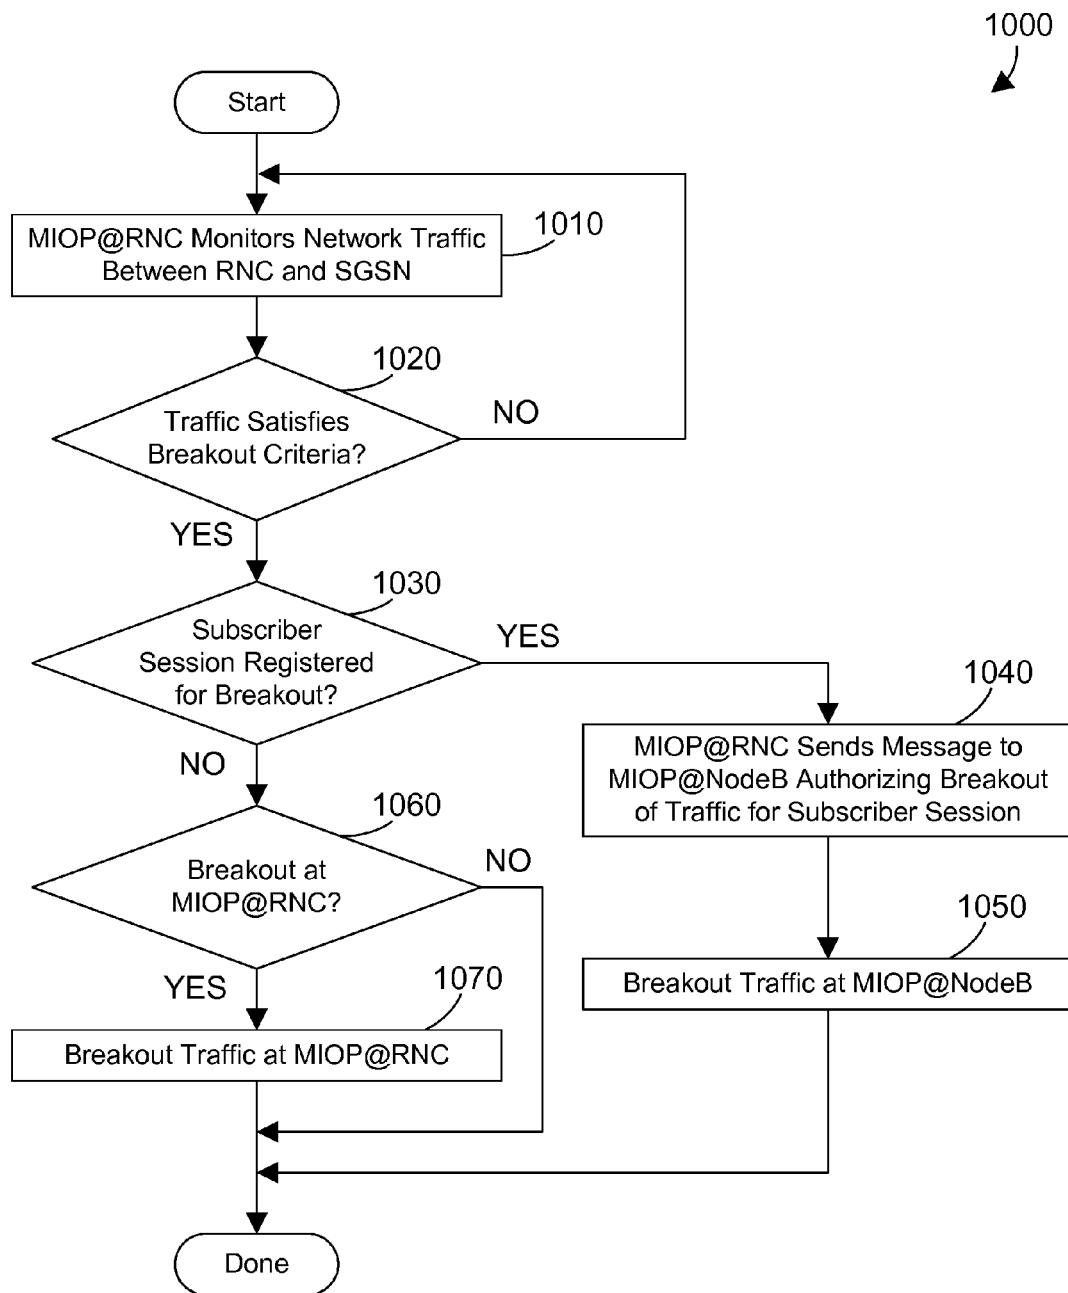 1000
Start
1010
MIOP@RNC Monitors Network Traffic
Between RNC and SGSN
1020
Traffic Satisfies
Breakout Criteria?
NO
YES
1030
Subscriber
Session Registered
for Breakout?
YES
NO
1040
MIOP@RNC Sends Message to
MIOP@NodeB Authorizing Breakout
of Traffic for Subscriber Session
1060
Breakout at
MIOP@RNC?
NO
YES
1050
Breakout Traffic at MIOP@NodeB
1070
Breakout Traffic at MIOP@RNC
Done